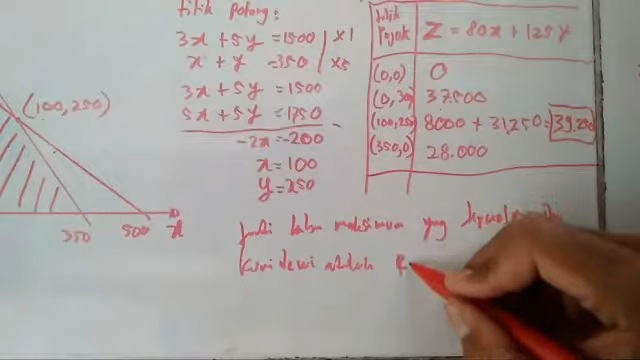 titik potong:
3x + 5y = 1500 | x1
x + y = 350 | x5
3x + 5y = 1500
5x + 5y = 1750
-
-2x = -200
x = 100
y = 250
(100,250)
350
500
x
titik Pojok
Z = 80x + 125y
(0,0) 0
(0,300) 37.500
(100,250) 8000 + 31.250 = 39.250
(350,0) 28.000
Jadi laba maksimum yang
adalah